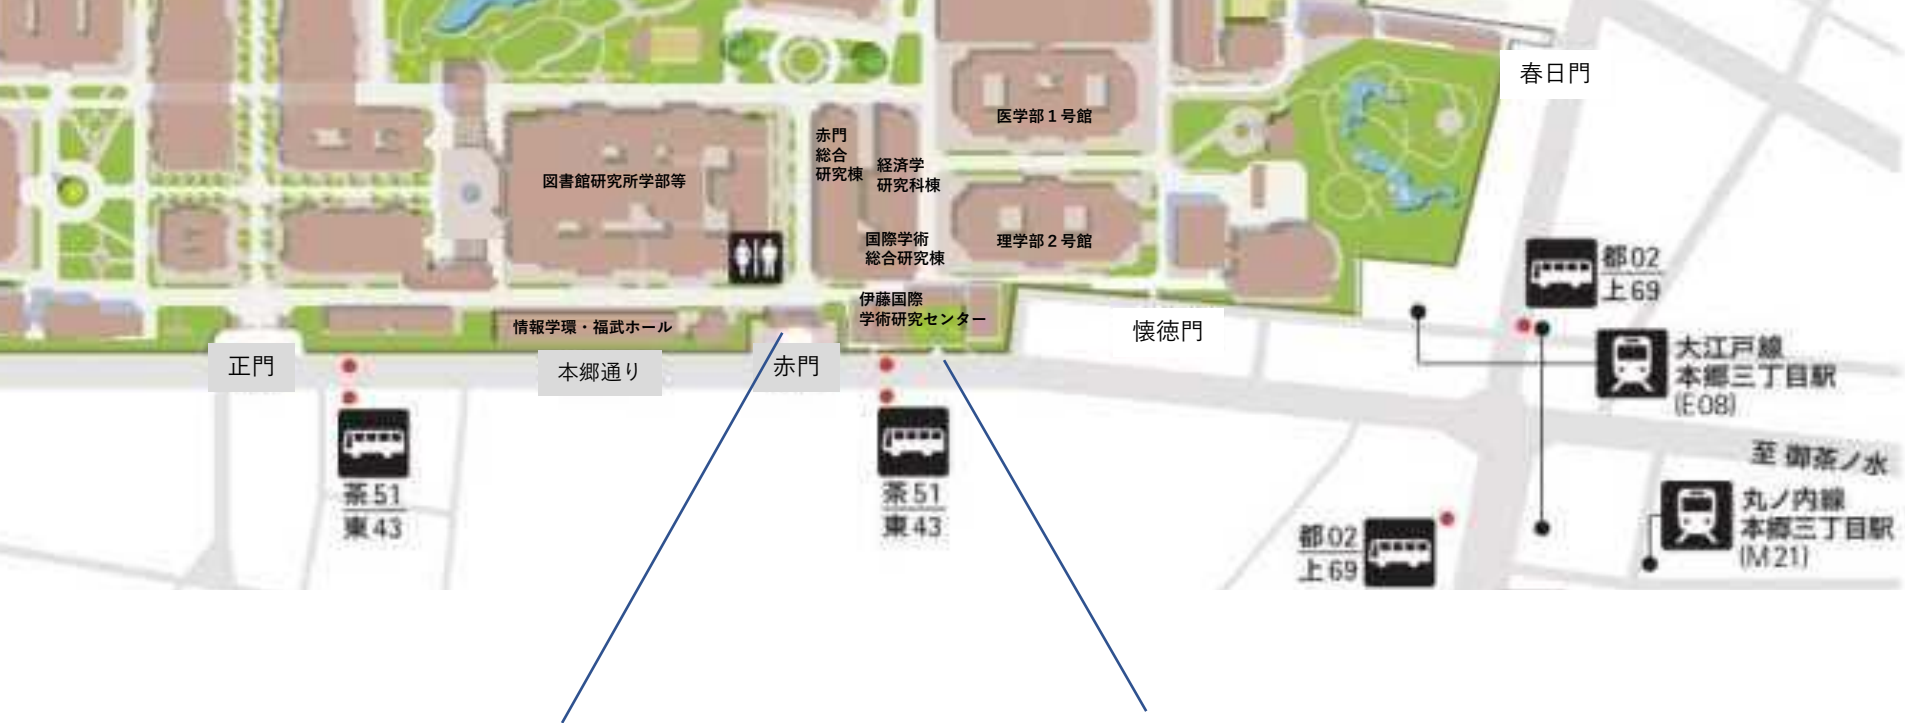 春日門
医学部１号館
赤門
総合
研究棟
経済学
研究科棟
図書館研究所学部等
国際学術
総合研究棟
理学部２号館
都02
上69
伊藤国際
学術研究センター
情報学環・福武ホール
懐徳門
大江戸線
本郷三丁目駅
(E08)
正門
本郷通り
赤門
至 御茶ノ水
茶51
東43
茶51
東43
丸ノ内線
本郷三丁目駅
(M21)
都02
上69